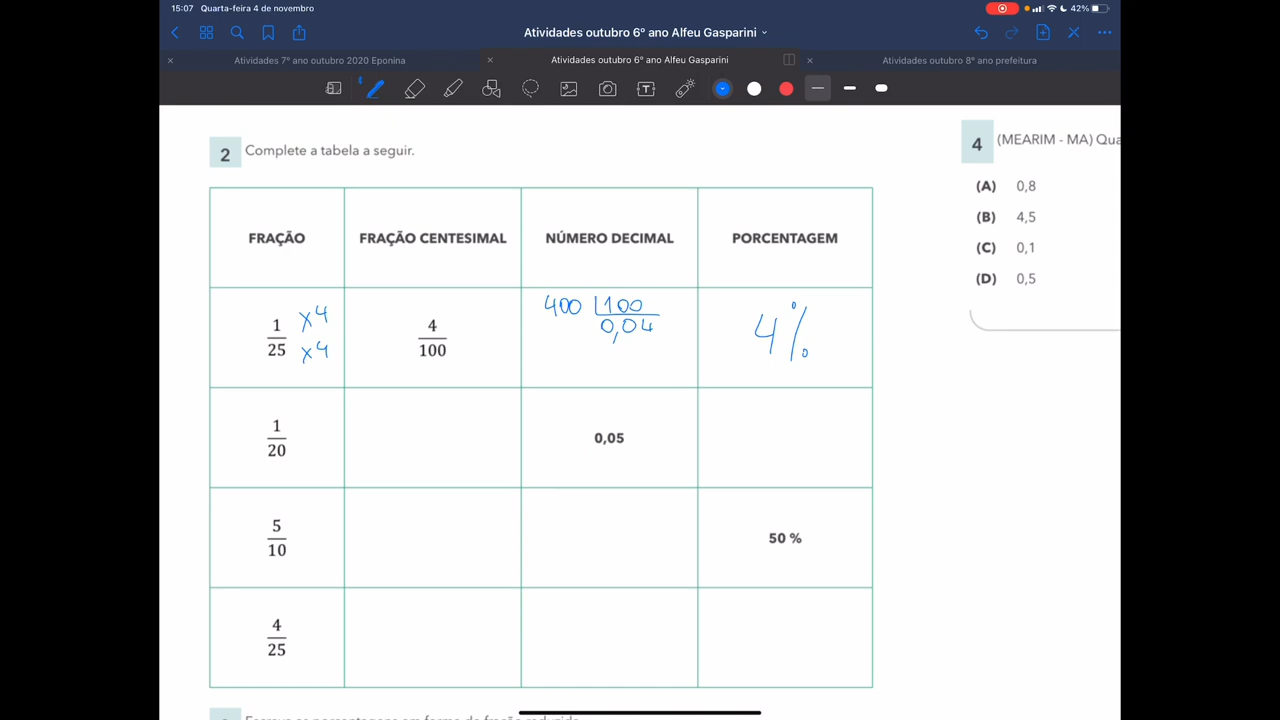 15:07 Quarta-feira 4 de novembro
42%
Atividades outubro 6º ano Alfeu Gasparini
Atividades 7º ano outubro 2020 Eponina
Atividades outubro 6º ano Alfeu Gasparini
Atividades outubro 8º ano prefeitura
2 Complete a tabela a seguir.
FRAÇÃO FRAÇÃO CENTESIMAL NÚMERO DECIMAL PORCENTAGEM
1/25 x4 x4 4/100 400 100 0,04 4%
1/20 0,05
5/10 50 %
4/25
4 (MEARIM - MA) Qua
(A) 0,8
(B) 4,5
(C) 0,1
(D) 0,5